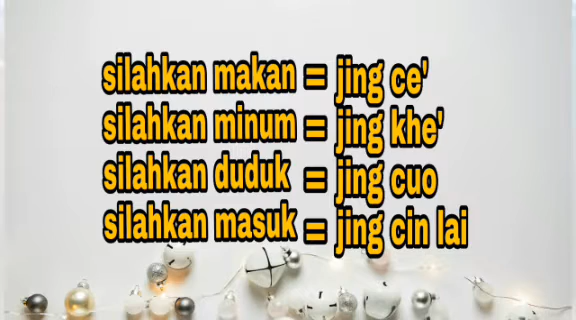 silahkan makan = jing ce'
silahkan minum = jing khe'
silahkan duduk = jing cuo
silahkan masuk = jing cin lai